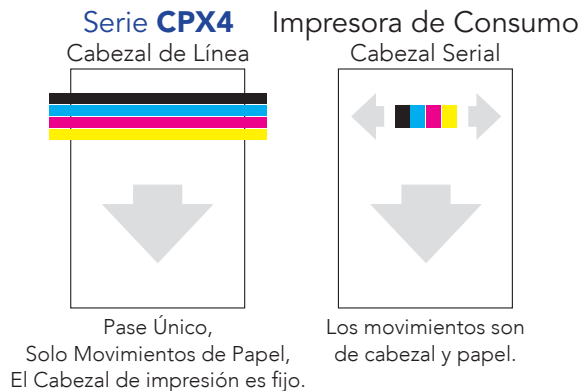 Serie CPX4
Cabezal de Línea
Pase Único,
Solo Movimientos de Papel,
El Cabezal de impresión es fijo.
Impresora de Consumo
Cabezal Serial
Los movimientos son
de cabezal y papel.